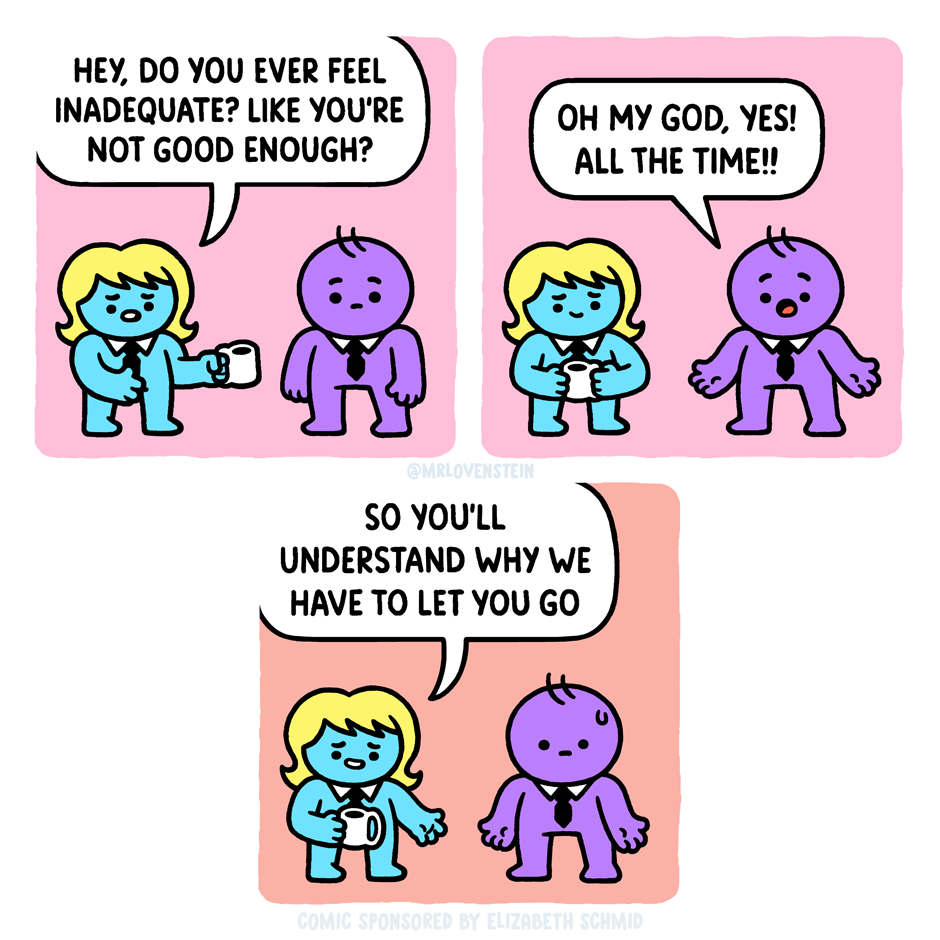 HEY, DO YOU EVER FEEL
INADEQUATE? LIKE YOU'RE
NOT GOOD ENOUGH?
OH MY GOD, YES!
ALL THE TIME!!
@MRLOVENSTEIN
SO YOU'LL
UNDERSTAND WHY WE
HAVE TO LET YOU GO
COMIC SPONSORED BY ELIZABETH SCHMID